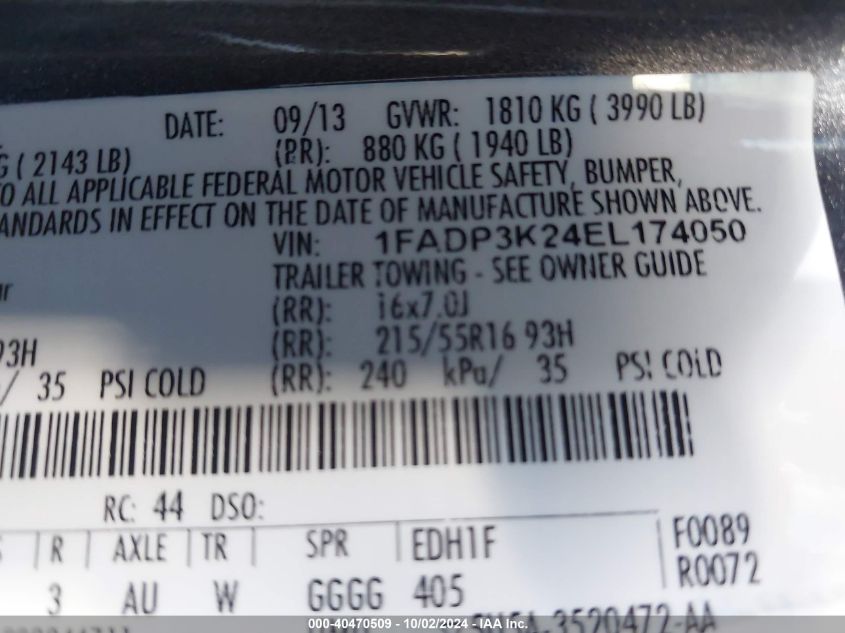 DATE: 09/13 GVWR: 1810 KG ( 3990 LB)
G ( 2143 LB) (RR): 880 KG ( 1940 LB)
O ALL APPLICABLE FEDERAL MOTOR VEHICLE SAFETY, BUMPER,
ANDARDS IN EFFECT ON THE DATE OF MANUFACTURE SHOWN ABOVE.
VIN: 1FADP3K24EL174050
TRAILER TOWING - SEE OWNER GUIDE
(RR): 16x7.0J
93H (RR): 215/55R16 93H
/ 35 PSI COLD (RR): 240 kPa/ 35 PSI COLD
RC: 44 DSO:
R AXLE TR SPR EDH1F F0089
3 AU W GGGG 405 R0072
3520472-AA
000-40470509 - 10/02/2024 - IAA Inc.